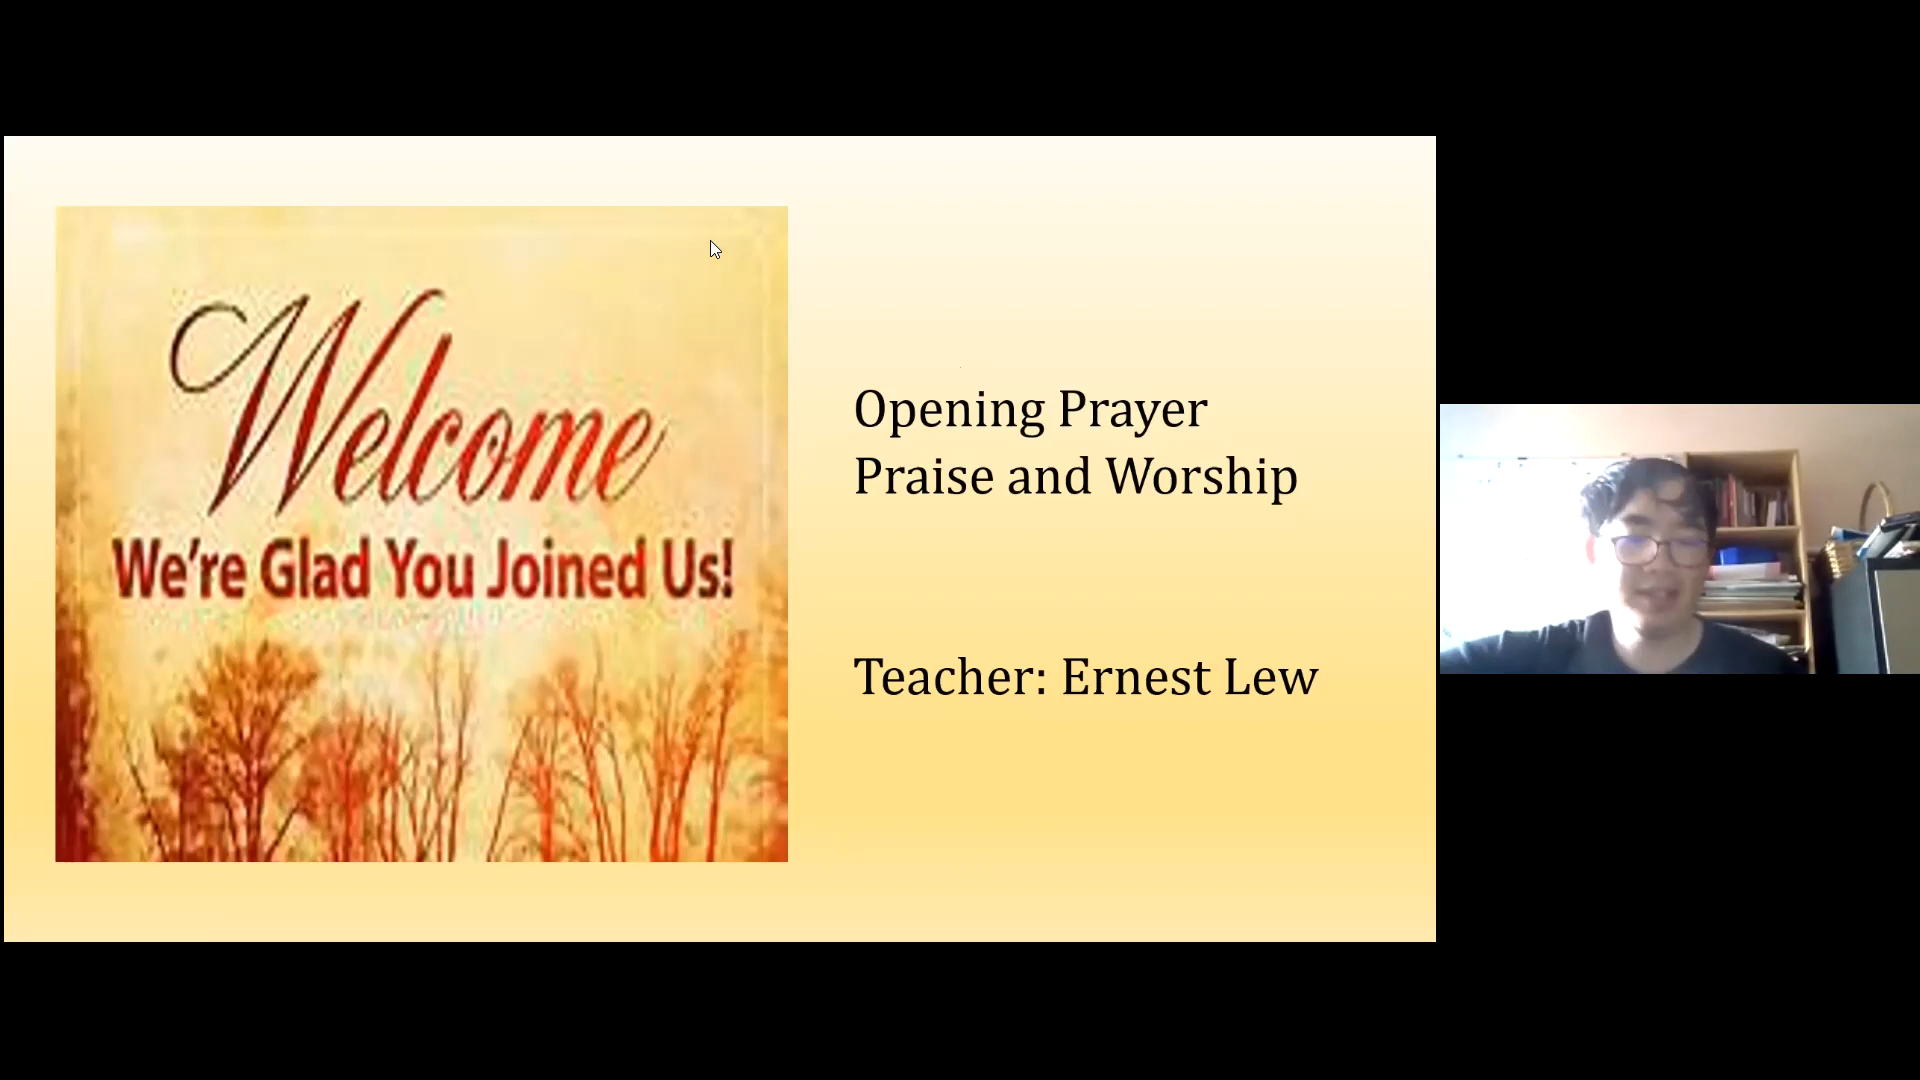 Welcome
We're Glad You Joined Us!
Opening Prayer
Praise and Worship
Teacher: Ernest Lew